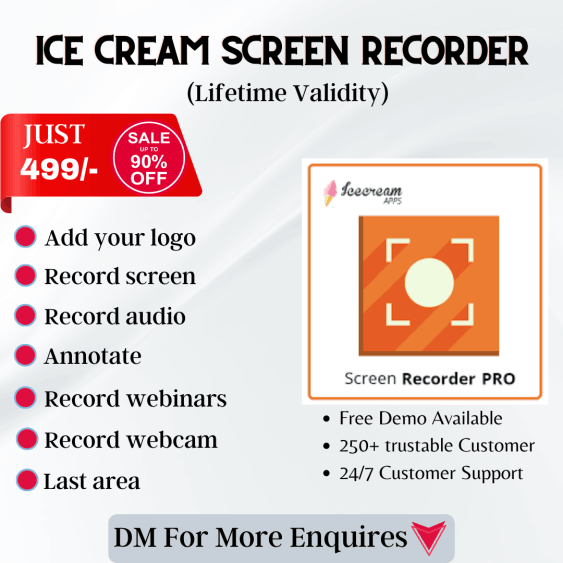 ICE CREAM SCREEN RECORDER
(Lifetime Validity)
JUST
499/-
SALE
UP TO
90%
OFF
Add your logo
Record screen
Record audio
Annotate
Record webinars
Record webcam
Last area
Icecream
APPS
Screen Recorder PRO
• Free Demo Available
• 250+ trustable Customer
• 24/7 Customer Support
DM For More Enquires